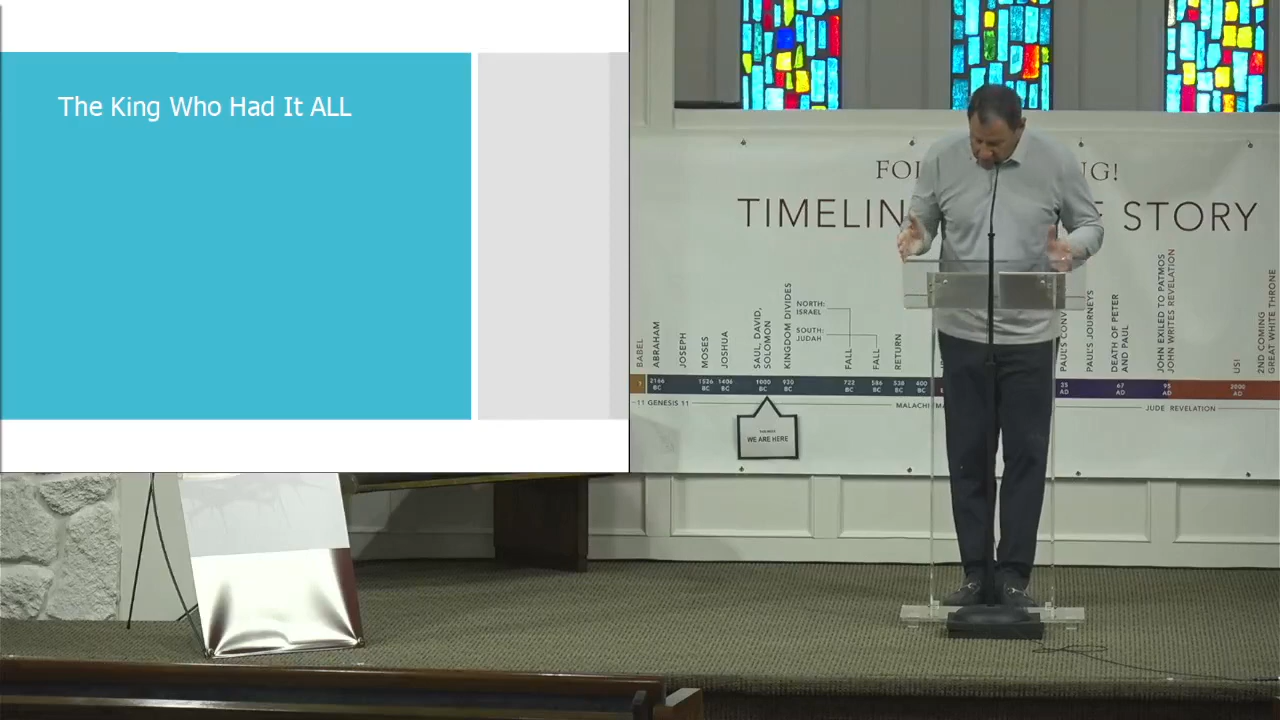 The King Who Had It ALL
TIMELIN STORY
NORTH:
ISRAEL
SOUTH:
JUDAH
BABEL
ABRAHAM
JOSEPH
MOSES
JOSHUA
SAUL, DAVID,
SOLOMON
KINGDOM DIVIDES
FALL
FALL
RETURN
PAUL'S CONV
PAUL'S JOURNEYS
DEATH OF PETER
AND PAUL
JOHN EXILED TO PATMOS
JOHN WRITES REVELATION
US!
2ND COMING
GREAT WHITE THRONE
2166
BC
1526
BC
1406
BC
1000
BC
930
BC
722
BC
586
BC
538
BC
400
BC
35
AD
67
AD
95
AD
2000
AD
11 GENESIS 11
MALACHI
JUDE REVELATION
WE ARE HERE